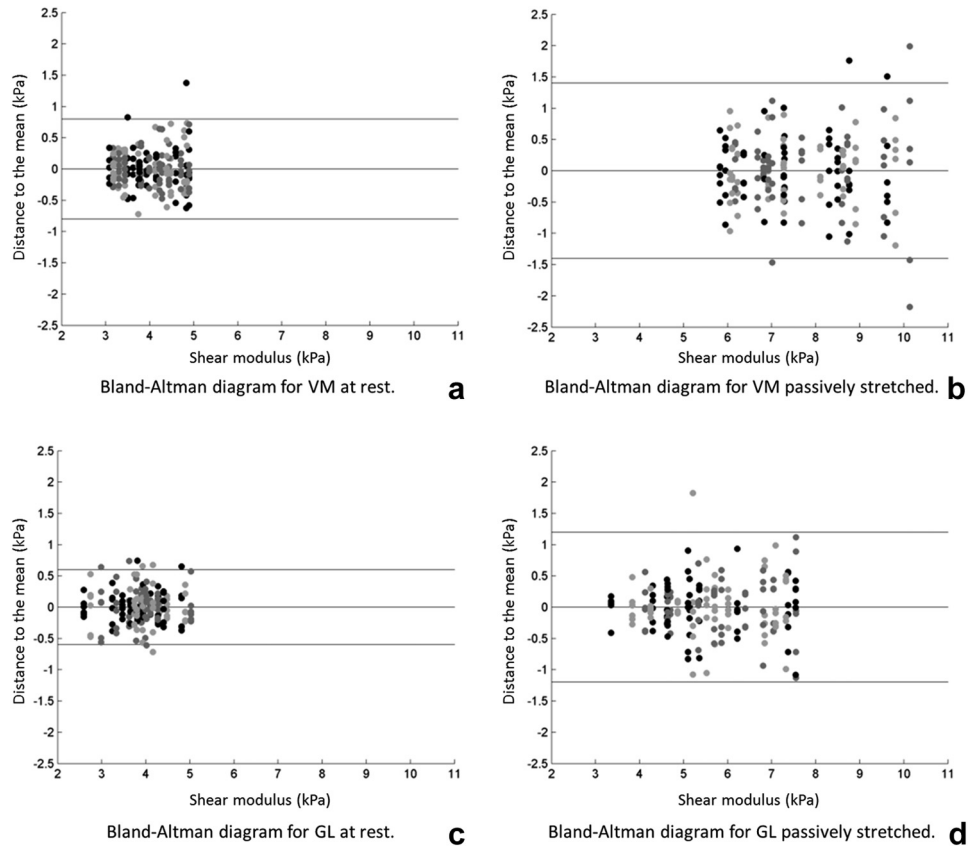 2.5
2
1.5
1
0.5
0
-0.5
-1
-1.5
-2
-2.5
Distance to the mean (kPa)
2 3 4 5 6 7 8 9 10 11
Shear modulus (kPa)
Bland-Altman diagram for VM at rest.
a
2.5
2
1.5
1
0.5
0
-0.5
-1
-1.5
-2
-2.5
Distance to the mean (kPa)
2 3 4 5 6 7 8 9 10 11
Shear modulus (kPa)
Bland-Altman diagram for VM passively stretched.
b
2.5
2
1.5
1
0.5
0
-0.5
-1
-1.5
-2
-2.5
Distance to the mean (kPa)
2 3 4 5 6 7 8 9 10 11
Shear modulus (kPa)
Bland-Altman diagram for GL at rest.
c
2.5
2
1.5
1
0.5
0
-0.5
-1
-1.5
-2
-2.5
Distance to the mean (kPa)
2 3 4 5 6 7 8 9 10 11
Shear modulus (kPa)
Bland-Altman diagram for GL passively stretched.
d